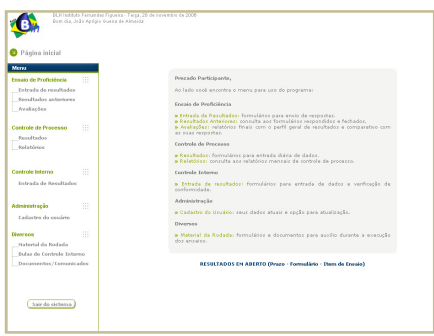 BLH Instituto Fernandes Figueira - Terça, 28 de novembro de 2006
Bom dia, João Aprigio Guerra de Almeida
Página inicial
Menu
Ensaio de Proficiência
Entrada de resultados
Resultados anteriores
Avaliações
Controle de Processo
Resultados
Relatórios
Controle Interno
Entrada de Resultados
Administração
Cadastro do usuário
Diversos
Material da Rodada
Bulas de Controle Interno
Documentos/Comunicados
Sair do sistema
Prezado Participante,
Ao lado você encontra o menu para uso do programa:
Ensaio de Proficiência
» Entrada de Resultados: formulários para envio de respostas.
» Resultados Anteriores: consulta aos formulários respondidos e fechados.
» Avaliações: relatórios finais com o perfil geral de resultados e comparativo com
as suas respostas.
Controle de Processo
» Resultados: formulários para entrada diária de dados.
» Relatórios: consulta aos relatórios mensais de controle de processo.
Controle Interno
» Entrada de resultados: formulários para entrada de dados e verificação de
conformidade.
Administração
» Cadastro do Usuário: seus dados atuais e opção para atualização.
Diversos
» Material da Rodada: formulários e documentos para auxílio durante a execução
dos ensaios.
RESULTADOS EM ABERTO (Prazo - Formulário - Item de Ensaio)